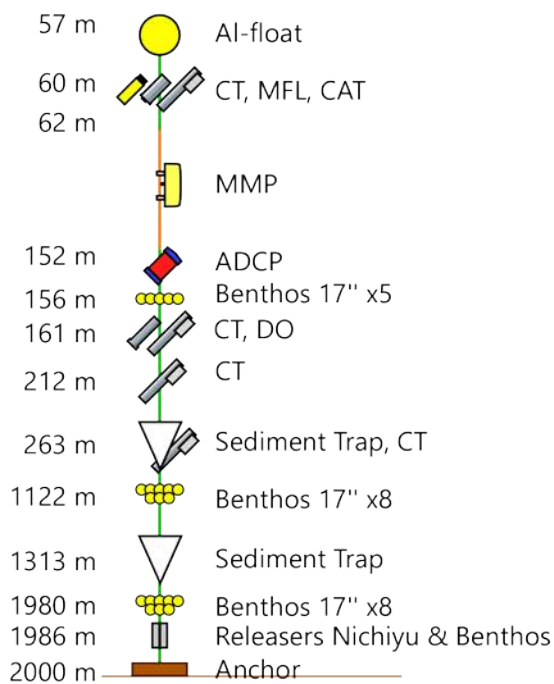 57 m Al-float
60 m CT, MFL, CAT
62 m
MMP
152 m ADCP
156 m Benthos 17'' x5
161 m CT, DO
212 m CT
263 m Sediment Trap, CT
1122 m Benthos 17'' x8
1313 m Sediment Trap
1980 m Benthos 17'' x8
1986 m Releasers Nichiyu & Benthos
2000 m Anchor